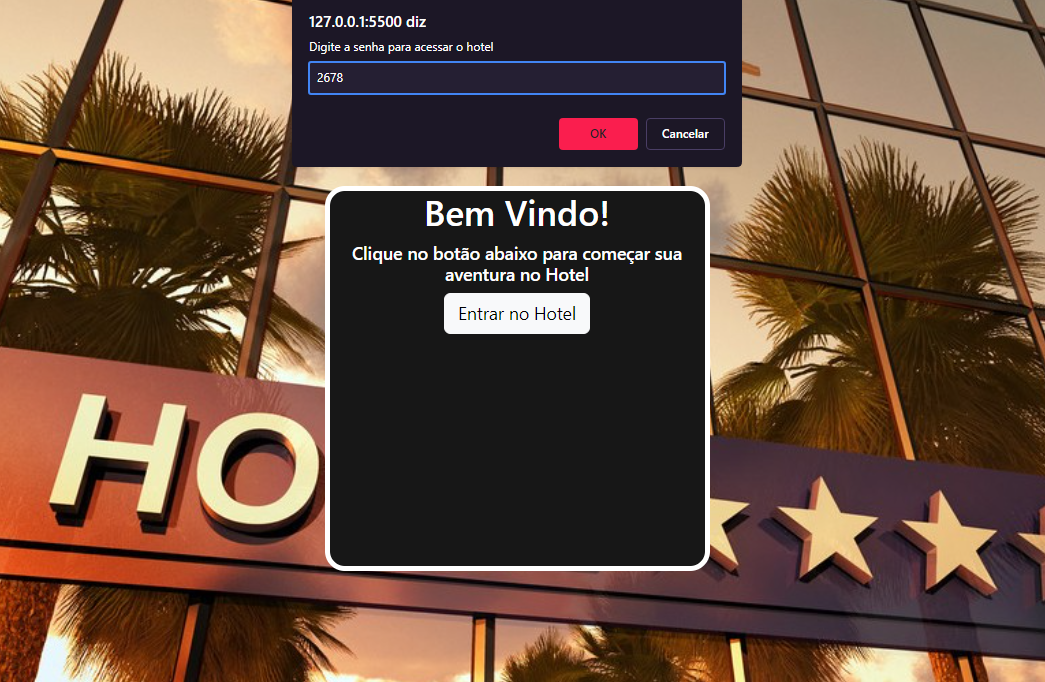 127.0.0.1:5500 diz
Digite a senha para acessar o hotel
2678
OK
Cancelar
Bem Vindo!
Clique no botão abaixo para começar sua
aventura no Hotel
Entrar no Hotel
HO